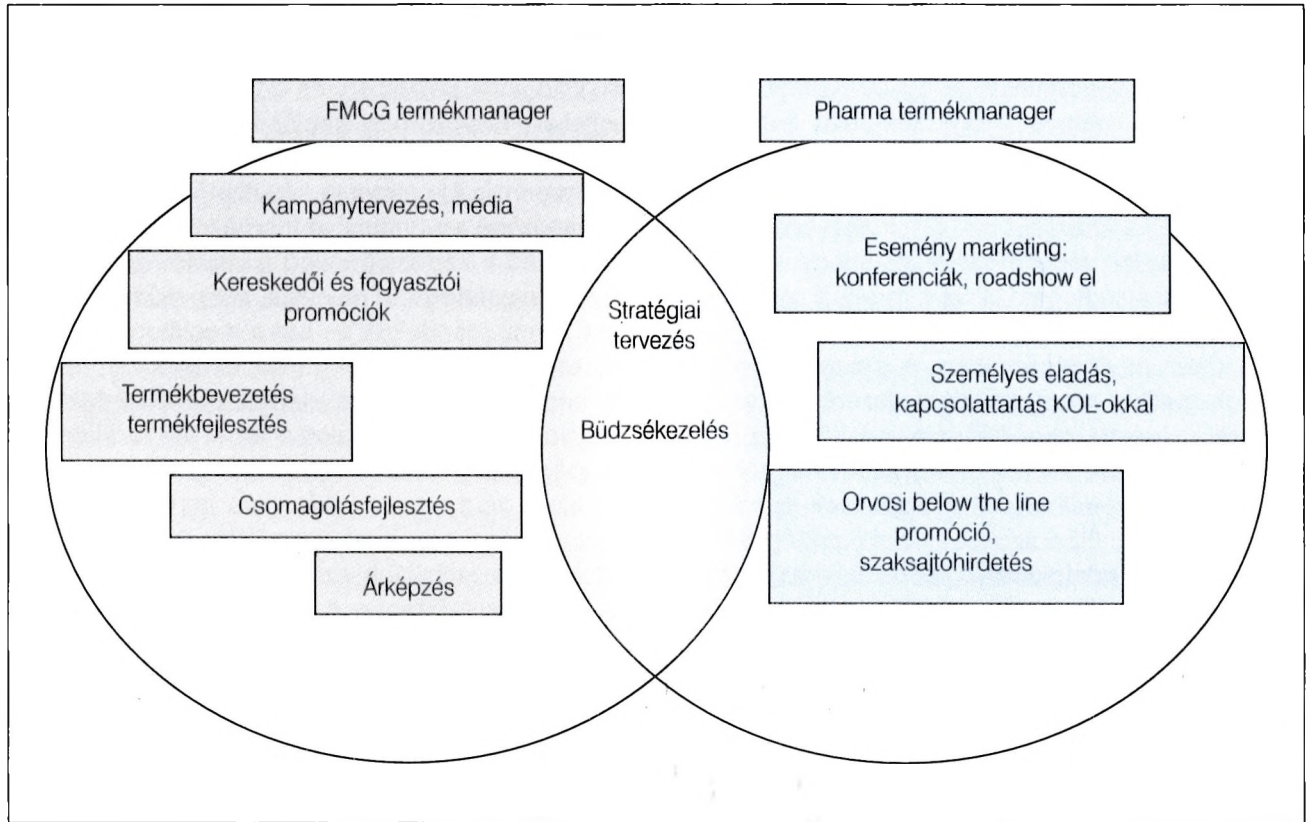 FMCG termékmanager
Pharma termékmanager
Kampánytervezés, média
Kereskedői és fogyasztói
promóciók
Termékbevezetés
termékfejlesztés
Csomagolásfejlesztés
Árképzés
Stratégiai
tervezés
Büdzsékezelés
Esemény marketing:
konferenciák, roadshow el
Személyes eladás,
kapcsolattartás KOL-okkal
Orvosi below the line
promóció,
szaksajtóhirdetés